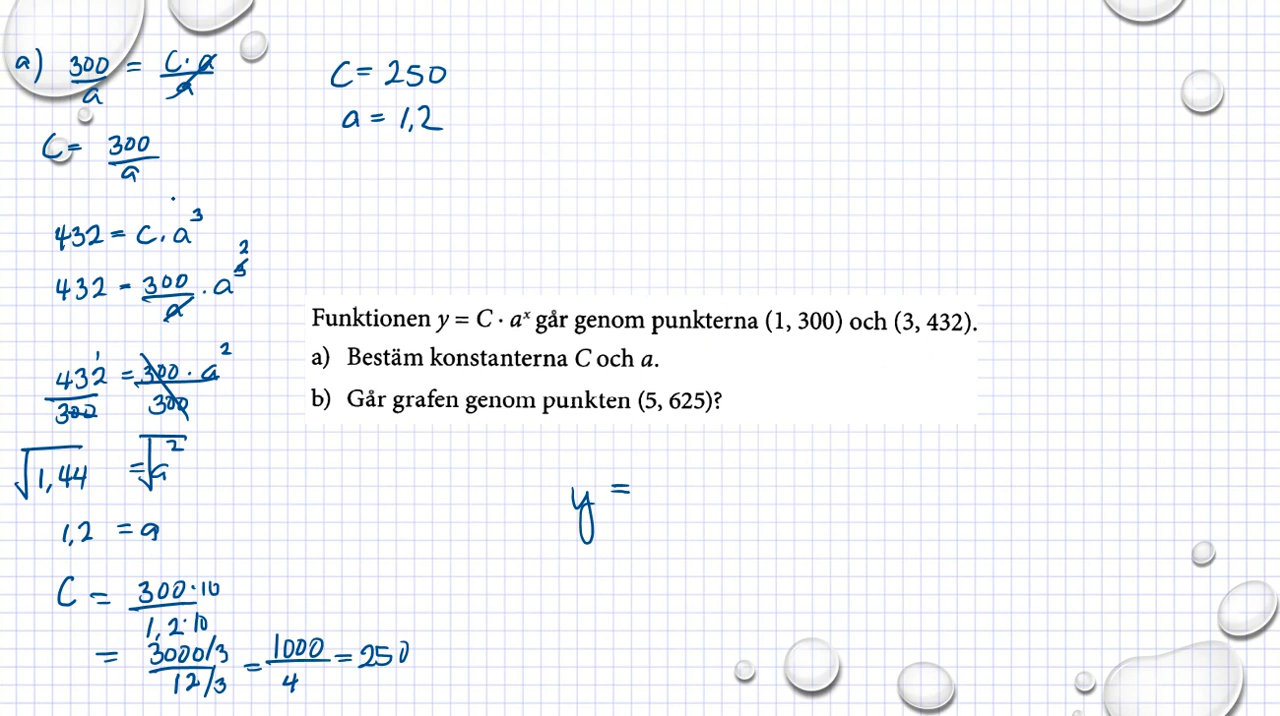 a) 300/a = C·a/a
C = 300/a
432 = C·a³
432 = 300/a · a³ 2
432/300 = 300·a²/300
√1,44 = √a²
1,2 = a
C = 300·10/1,2·10
= 3000/3 / 12/3 = 1000/4 = 250
C = 250
a = 1,2
Funktionen y = C · aˣ går genom punkterna (1, 300) och (3, 432).
a) Bestäm konstanterna C och a.
b) Går grafen genom punkten (5, 625)?
y =